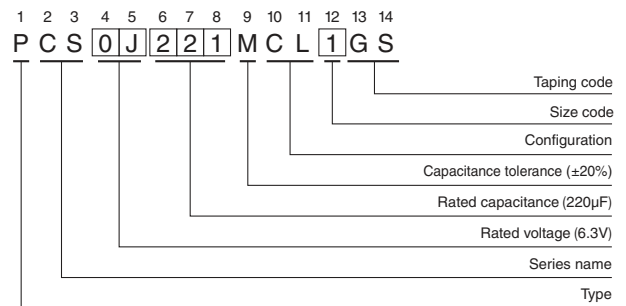 1 2 3 4 5 6 7 8 9 10 11 12 13 14
P C S 0 J 2 2 1 M C L 1 G S
Taping code
Size code
Configuration
Capacitance tolerance (±20%)
Rated capacitance (220μF)
Rated voltage (6.3V)
Series name
Type